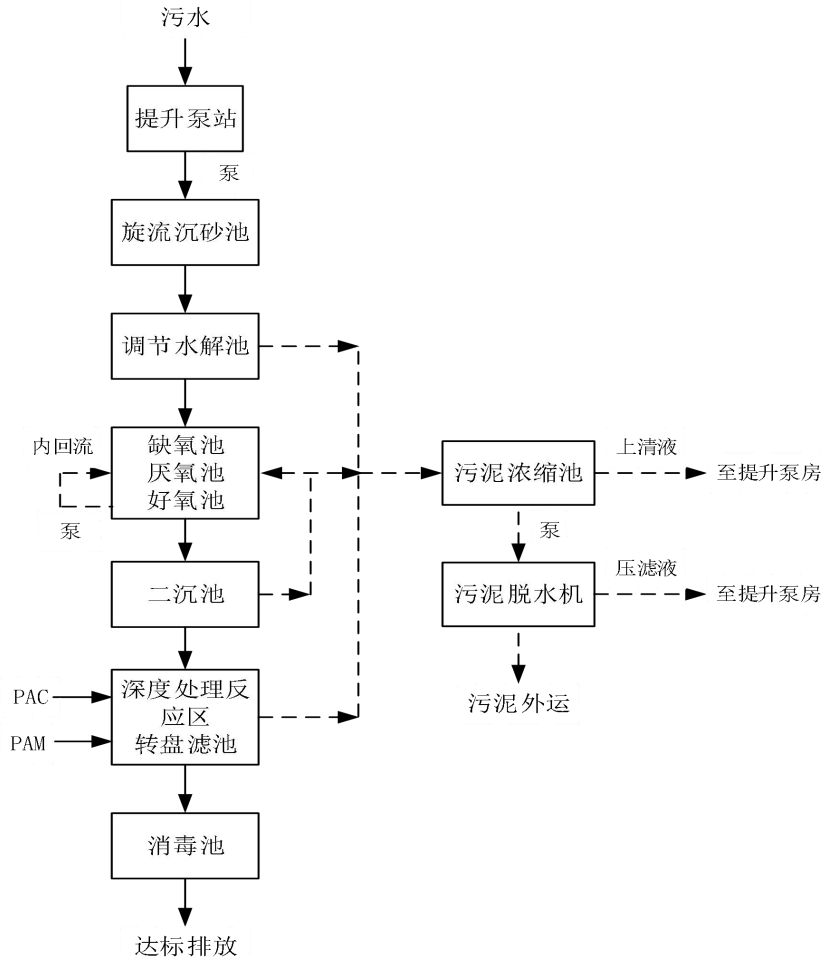 污水
提升泵站
泵
旋流沉砂池
调节水解池
内回流
缺氧池
厌氧池
好氧池
泵
二沉池
PAC
PAM
深度处理反
应区
转盘滤池
消毒池
达标排放
污泥浓缩池
上清液
至提升泵房
泵
污泥脱水机
压滤液
至提升泵房
污泥外运